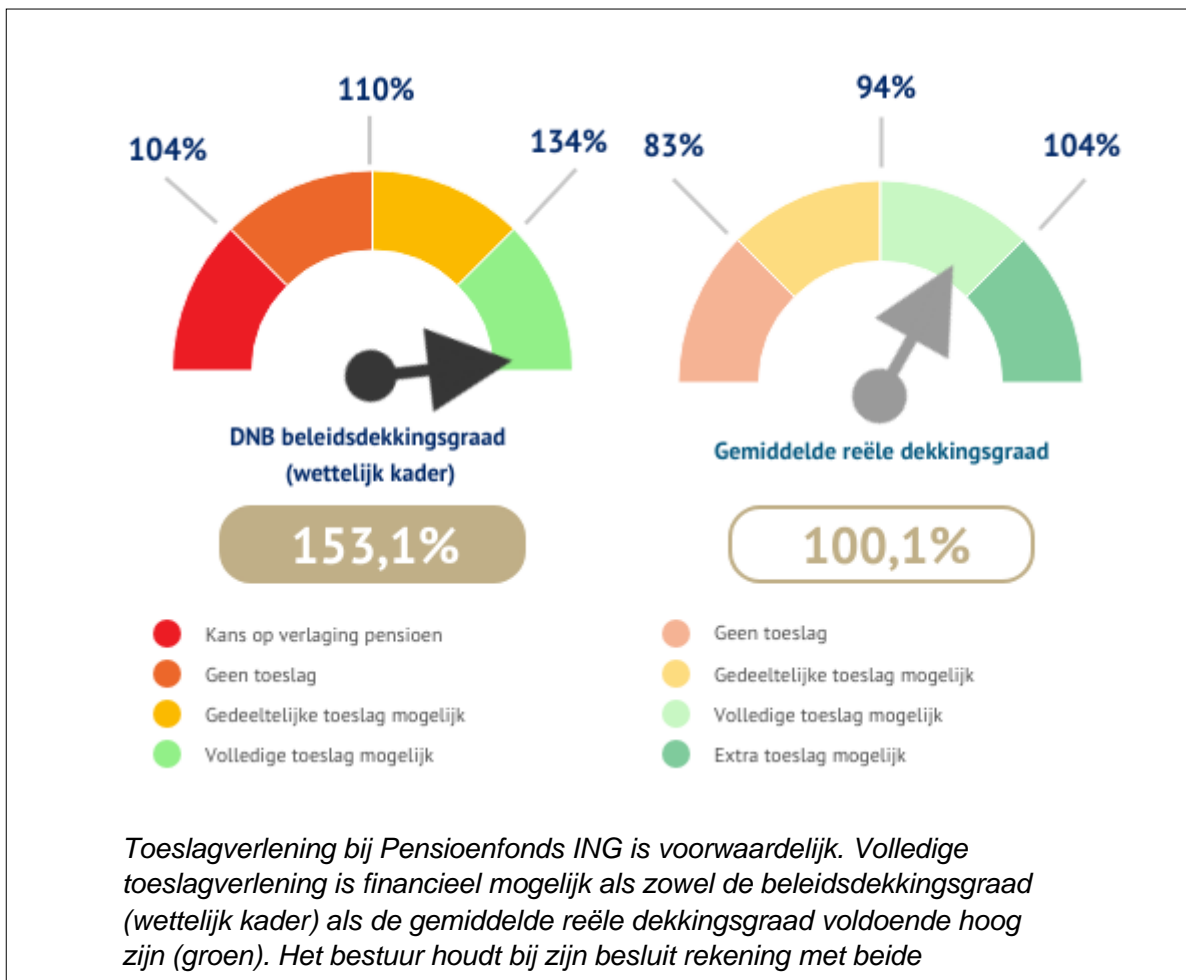 104%
110%
134%
DNB beleidsdekkingsgraad
(wettelijk kader)
153,1%
Kans op verlaging pensioen
Geen toeslag
Gedeeltelijke toeslag mogelijk
Volledige toeslag mogelijk
83%
94%
104%
Gemiddelde reële dekkingsgraad
100,1%
Geen toeslag
Gedeeltelijke toeslag mogelijk
Volledige toeslag mogelijk
Extra toeslag mogelijk
Toeslagverlening bij Pensioenfonds ING is voorwaardelijk. Volledige
toeslagverlening is financieel mogelijk als zowel de beleidsdekkingsgraad
(wettelijk kader) als de gemiddelde reële dekkingsgraad voldoende hoog
zijn (groen). Het bestuur houdt bij zijn besluit rekening met beide